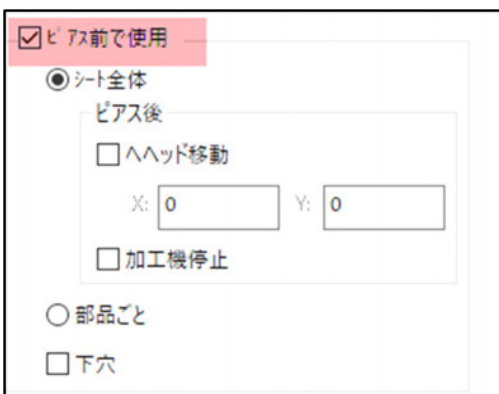 ピアス前で使用
シート全体
ピアス後
ヘヘッド移動
X: 0 Y: 0
加工機停止
部品ごと
下穴